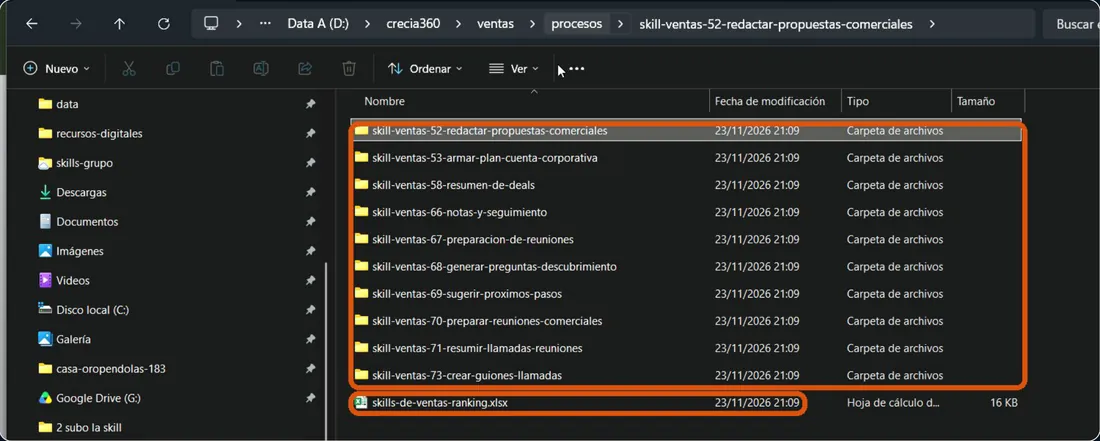 Data A (D:) > crecia360 > ventas > procesos > skill-ventas-52-redactar-propuestas-comerciales >
Nuevo
Ordenar
Ver
data
recursos-digitales
skills-grupo
Descargas
Documentos
Imágenes
Videos
Disco local (C:)
Galería
casa-oropendolas-183
Google Drive (G:)
2 subo la skill
Nombre Fecha de modificación Tipo Tamaño
skill-ventas-52-redactar-propuestas-comerciales 23/11/2026 21:09 Carpeta de archivos
skill-ventas-53-armar-plan-cuenta-corporativa 23/11/2026 21:09 Carpeta de archivos
skill-ventas-58-resumen-de-deals 23/11/2026 21:09 Carpeta de archivos
skill-ventas-66-notas-y-seguimiento 23/11/2026 21:09 Carpeta de archivos
skill-ventas-67-preparacion-de-reuniones 23/11/2026 21:09 Carpeta de archivos
skill-ventas-68-generar-preguntas-descubrimiento 23/11/2026 21:09 Carpeta de archivos
skill-ventas-69-sugerir-proximos-pasos 23/11/2026 21:09 Carpeta de archivos
skill-ventas-70-preparar-reuniones-comerciales 23/11/2026 21:09 Carpeta de archivos
skill-ventas-71-resumir-llamadas-reuniones 23/11/2026 21:09 Carpeta de archivos
skill-ventas-73-crear-guiones-llamadas 23/11/2026 21:09 Carpeta de archivos
skills-de-ventas-ranking.xlsx 23/11/2026 21:09 Hoja de cálculo d... 16 KB